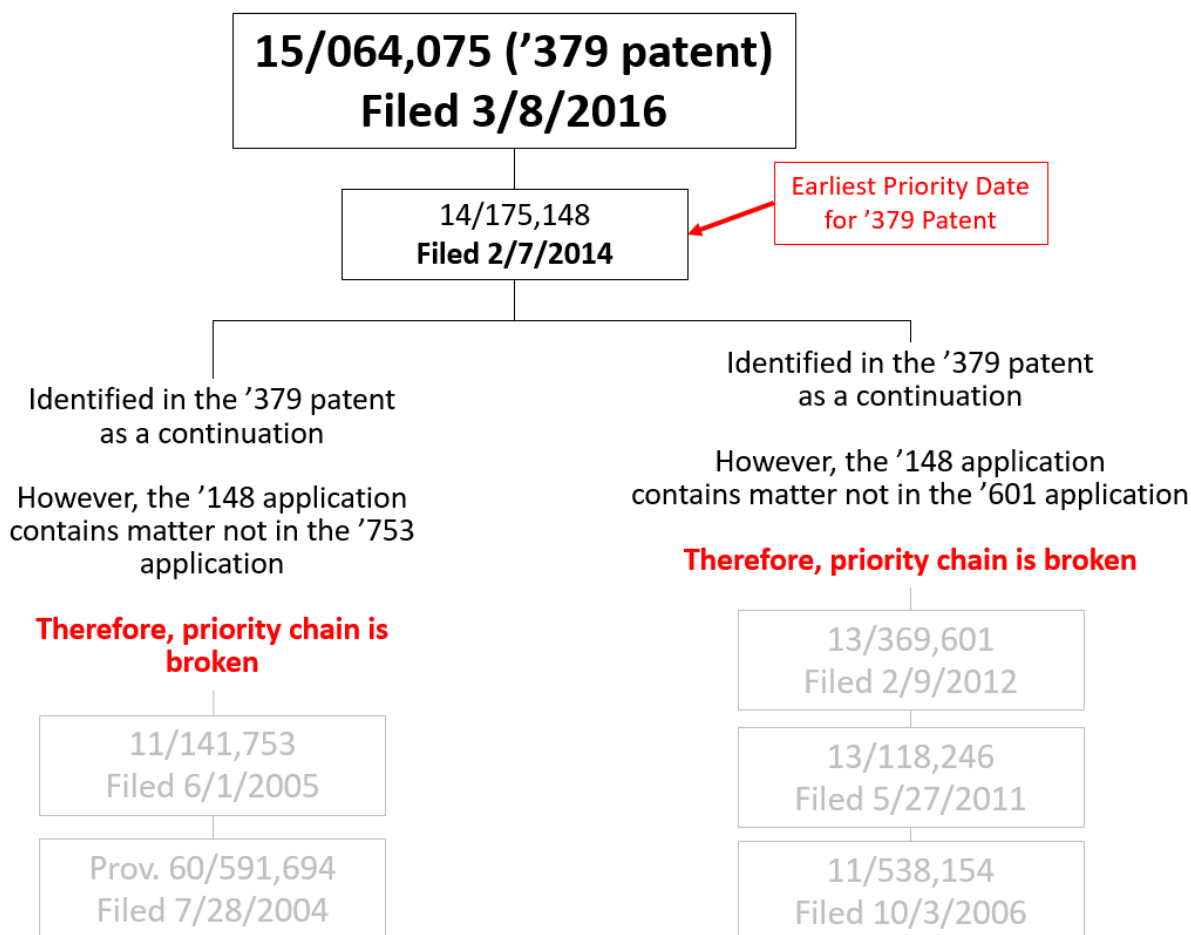 15/064,075 (’379 patent)
Filed 3/8/2016
14/175,148
Filed 2/7/2014
Earliest Priority Date
for ’379 Patent
Identified in the ’379 patent
as a continuation
However, the ’148 application
contains matter not in the ’753
application
Therefore, priority chain is
broken
11/141,753
Filed 6/1/2005
Prov. 60/591,694
Filed 7/28/2004
Identified in the ’379 patent
as a continuation
However, the ’148 application
contains matter not in the ’601 application
Therefore, priority chain is broken
13/369,601
Filed 2/9/2012
13/118,246
Filed 5/27/2011
11/538,154
Filed 10/3/2006